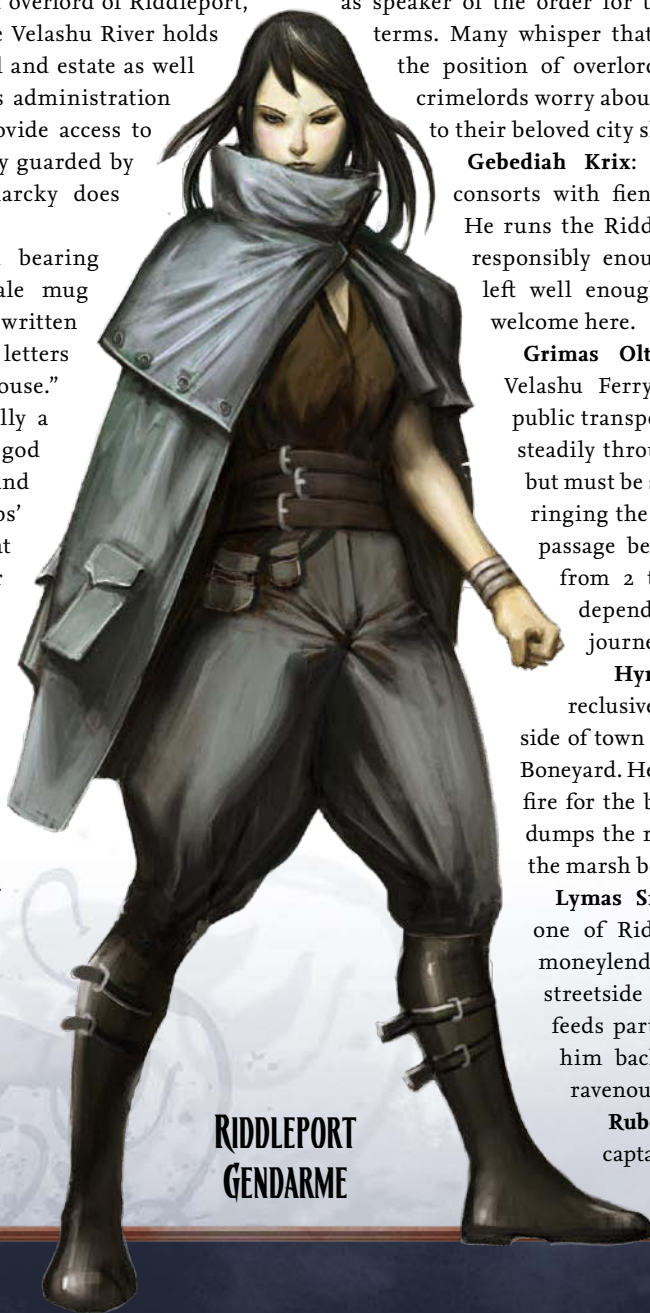 overlord of Riddleport,
Velashu River holds
and estate as well
administration
ovide access to
y guarded by
arcky does
bearing
ale mug
written
letters
ouse.”
lly a
god
and
ps’
as speaker of the order for t
terms. Many whisper that
the position of overlord
crimelords worry abou
to their beloved city s
Gebediah Krix:
consorts with fien
He runs the Ridd
responsibly enou
left well enoug
welcome here.
Grimas Olt
Velashu Ferry
public transpo
steadily throu
but must be s
ringing the
passage be
from 2 t
depend
journe
Hyr
reclusive
side of town
Boneyard. He
fire for the b
dumps the r
the marsh b
Lymas S
one of Rid
moneylend
streetside
feeds part
him bac
ravenou
Rub
capta
RIDDLEPORT
GENDARME